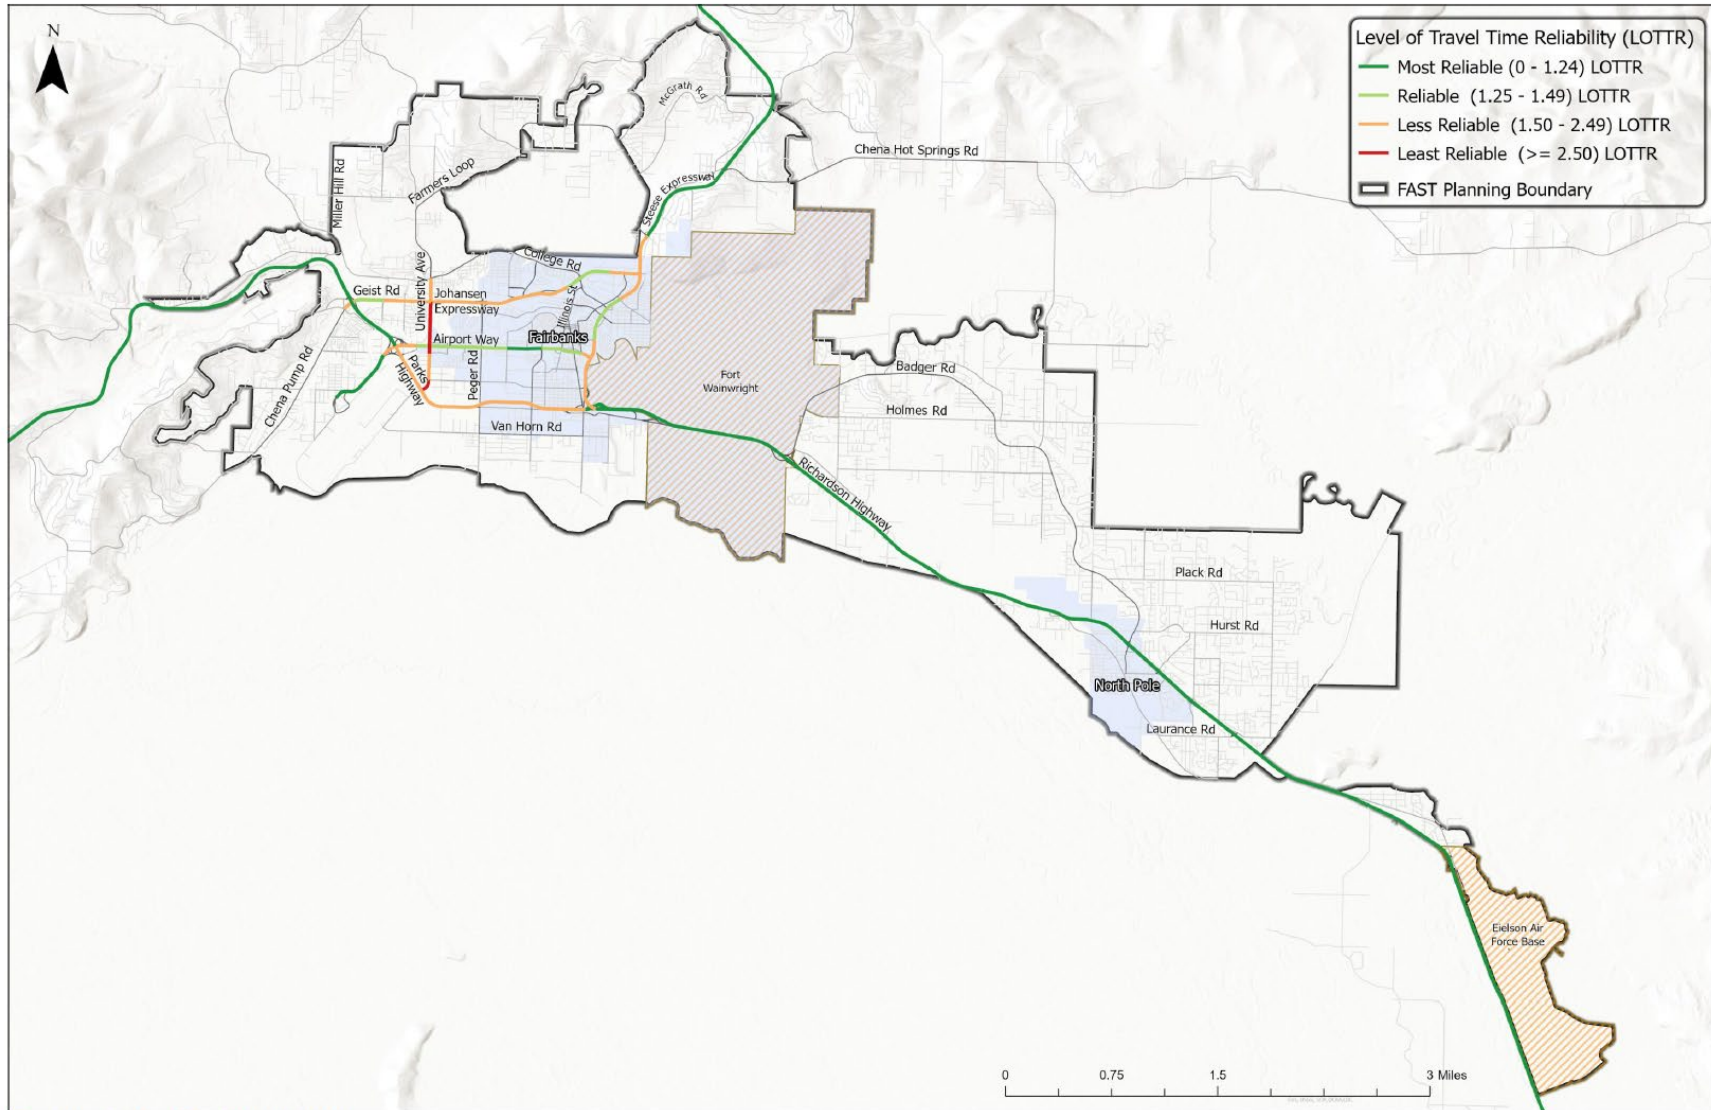 N
Level of Travel Time Reliability (LOTTR)
Most Reliable (0 - 1.24) LOTTR
Reliable (1.25 - 1.49) LOTTR
Less Reliable (1.50 - 2.49) LOTTR
Least Reliable (>= 2.50) LOTTR
FAST Planning Boundary
McGrath Rd
Chena Hot Springs Rd
Miller Hill Rd
Farmers Loop
Steese Expressway
College Rd
University Ave
Geist Rd
Johansen
Expressway
Illinois St
Airport Way
Fairbanks
Parks
Highway
Peger Rd
Chena Pump Rd
Van Horn Rd
Fort
Wainwright
Badger Rd
Holmes Rd
Richardson Highway
Plack Rd
Hurst Rd
North Pole
Laurance Rd
Eielson Air
Force Base
0
0.75
1.5
3 Miles